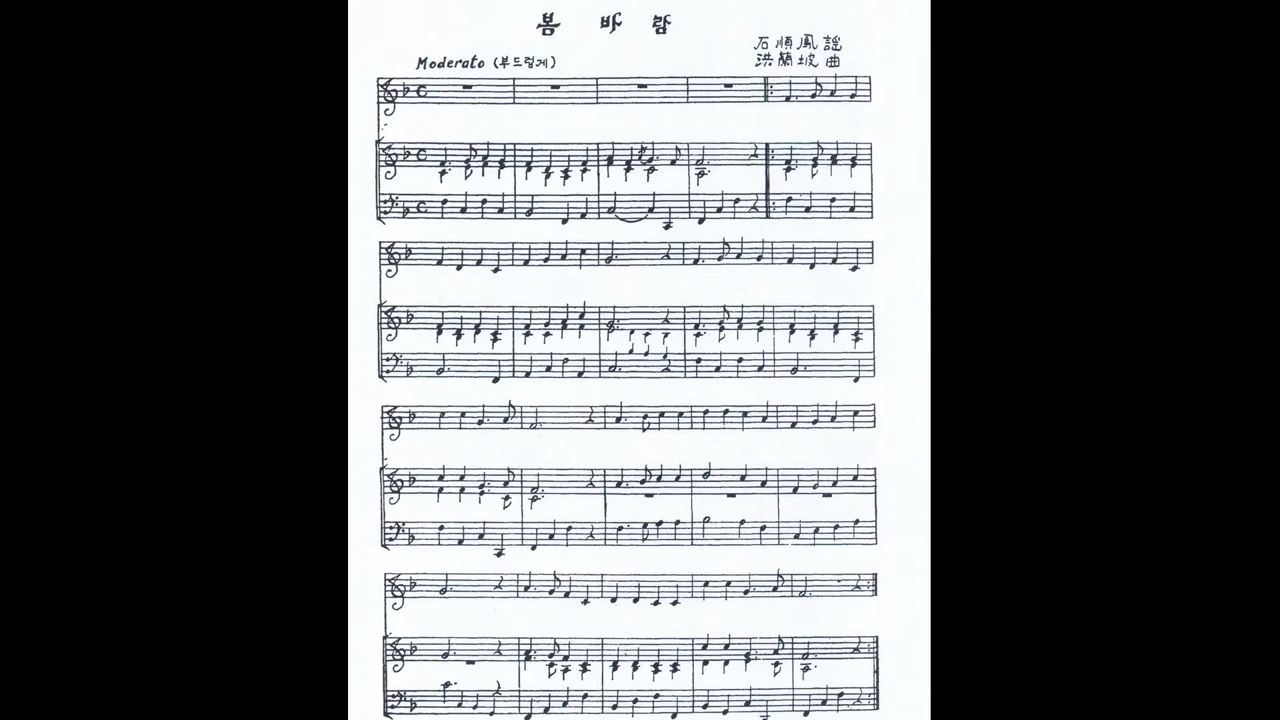 봄 바 람
石 順 鳳 謠
Moderato (부드럽게)
洪 蘭 坡 曲